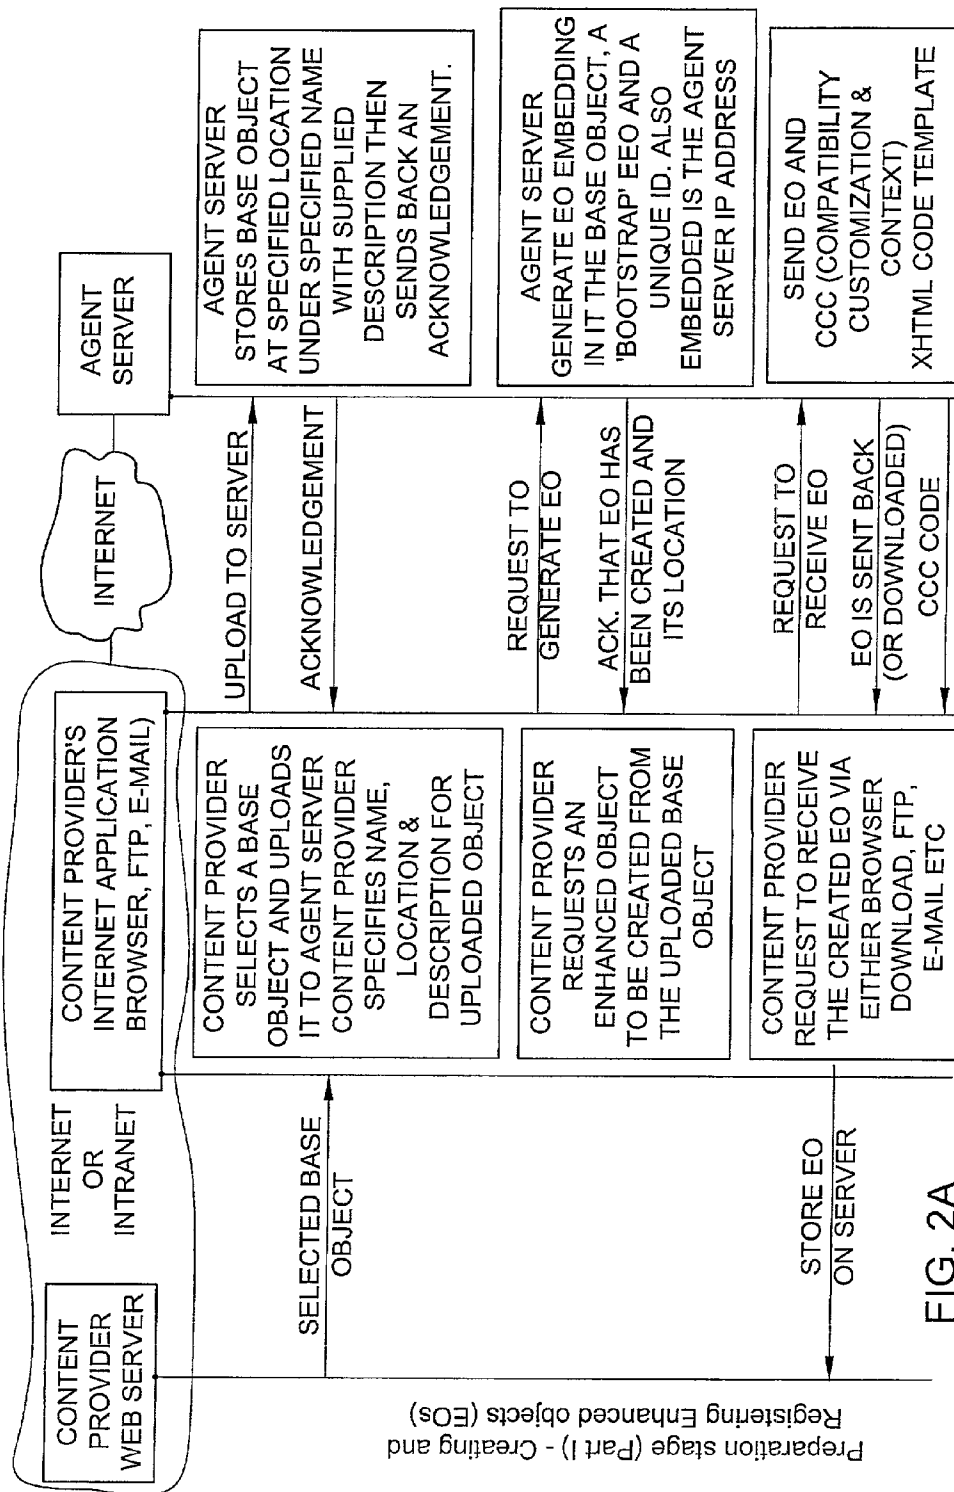 CONTENT
PROVIDER
WEB SERVER
INTERNET
OR
INTRANET
CONTENT PROVIDER'S
INTERNET APPLICATION
BROWSER, FTP, E-MAIL)
INTERNET
AGENT
SERVER
Preparation stage (Part I) - Creating and
Registering Enhanced objects (EOs)
SELECTED BASE
OBJECT
CONTENT PROVIDER
SELECTS A BASE
OBJECT AND UPLOADS
IT TO AGENT SERVER
CONTENT PROVIDER
SPECIFIES NAME,
LOCATION &
DESCRIPTION FOR
UPLOADED OBJECT
UPLOAD TO SERVER
ACKNOWLEDGEMENT
AGENT SERVER
STORES BASE OBJECT
AT SPECIFIED LOCATION
UNDER SPECIFIED NAME
WITH SUPPLIED
DESCRIPTION THEN
SENDS BACK AN
ACKNOWLEDGEMENT.
CONTENT PROVIDER
REQUESTS AN
ENHANCED OBJECT
TO BE CREATED FROM
THE UPLOADED BASE
OBJECT
REQUEST TO
GENERATE EO
ACK. THAT EO HAS
BEEN CREATED AND
ITS LOCATION
AGENT SERVER
GENERATE EO EMBEDDING
IN IT THE BASE OBJECT, A
'BOOTSTRAP' EEO AND A
UNIQUE ID. ALSO
EMBEDDED IS THE AGENT
SERVER IP ADDRESS
STORE EO
ON SERVER
CONTENT PROVIDER
REQUEST TO RECEIVE
THE CREATED EO VIA
EITHER BROWSER
DOWNLOAD, FTP,
E-MAIL ETC
REQUEST TO
RECEIVE EO
EO IS SENT BACK
(OR DOWNLOADED)
CCC CODE
SEND EO AND
CCC (COMPATIBILITY
CUSTOMIZATION &
CONTEXT)
XHTML CODE TEMPLATE
FIG. 2A